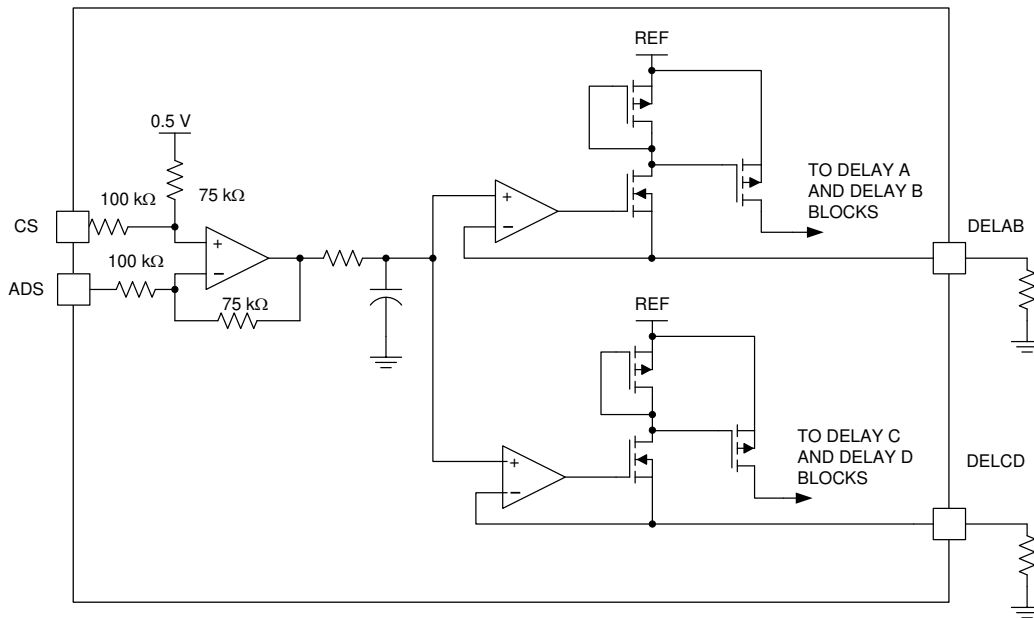 REF
0.5 V
100 kΩ
75 kΩ
CS
TO DELAY A
AND DELAY B
BLOCKS
DELAB
100 kΩ
ADS
75 kΩ
REF
TO DELAY C
AND DELAY D
BLOCKS
DELCD